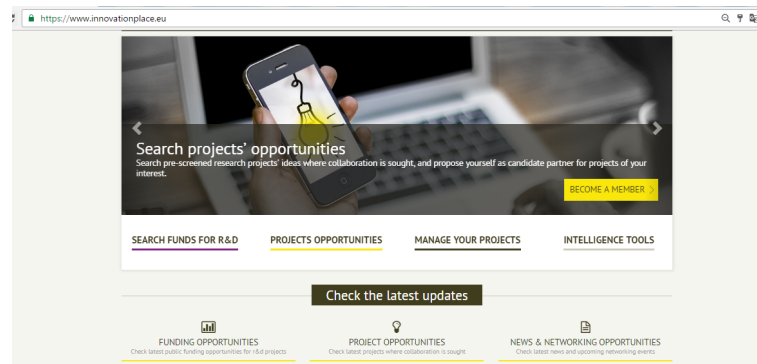 https://www.innovationplace.eu
Search projects' opportunities
Search pre-screened research projects' ideas where collaboration is sought, and propose yourself as candidate partner for projects of your
interest.
BECOME A MEMBER
SEARCH FUNDS FOR R&D
PROJECTS OPPORTUNITIES
MANAGE YOUR PROJECTS
INTELLIGENCE TOOLS
Check the latest updates
FUNDING OPPORTUNITIES
Check latest public funding opportunities for r&d projects
PROJECT OPPORTUNITIES
Check latest projects where collaboration is sought
NEWS & NETWORKING OPPORTUNITIES
Check latest news and upcoming networking events